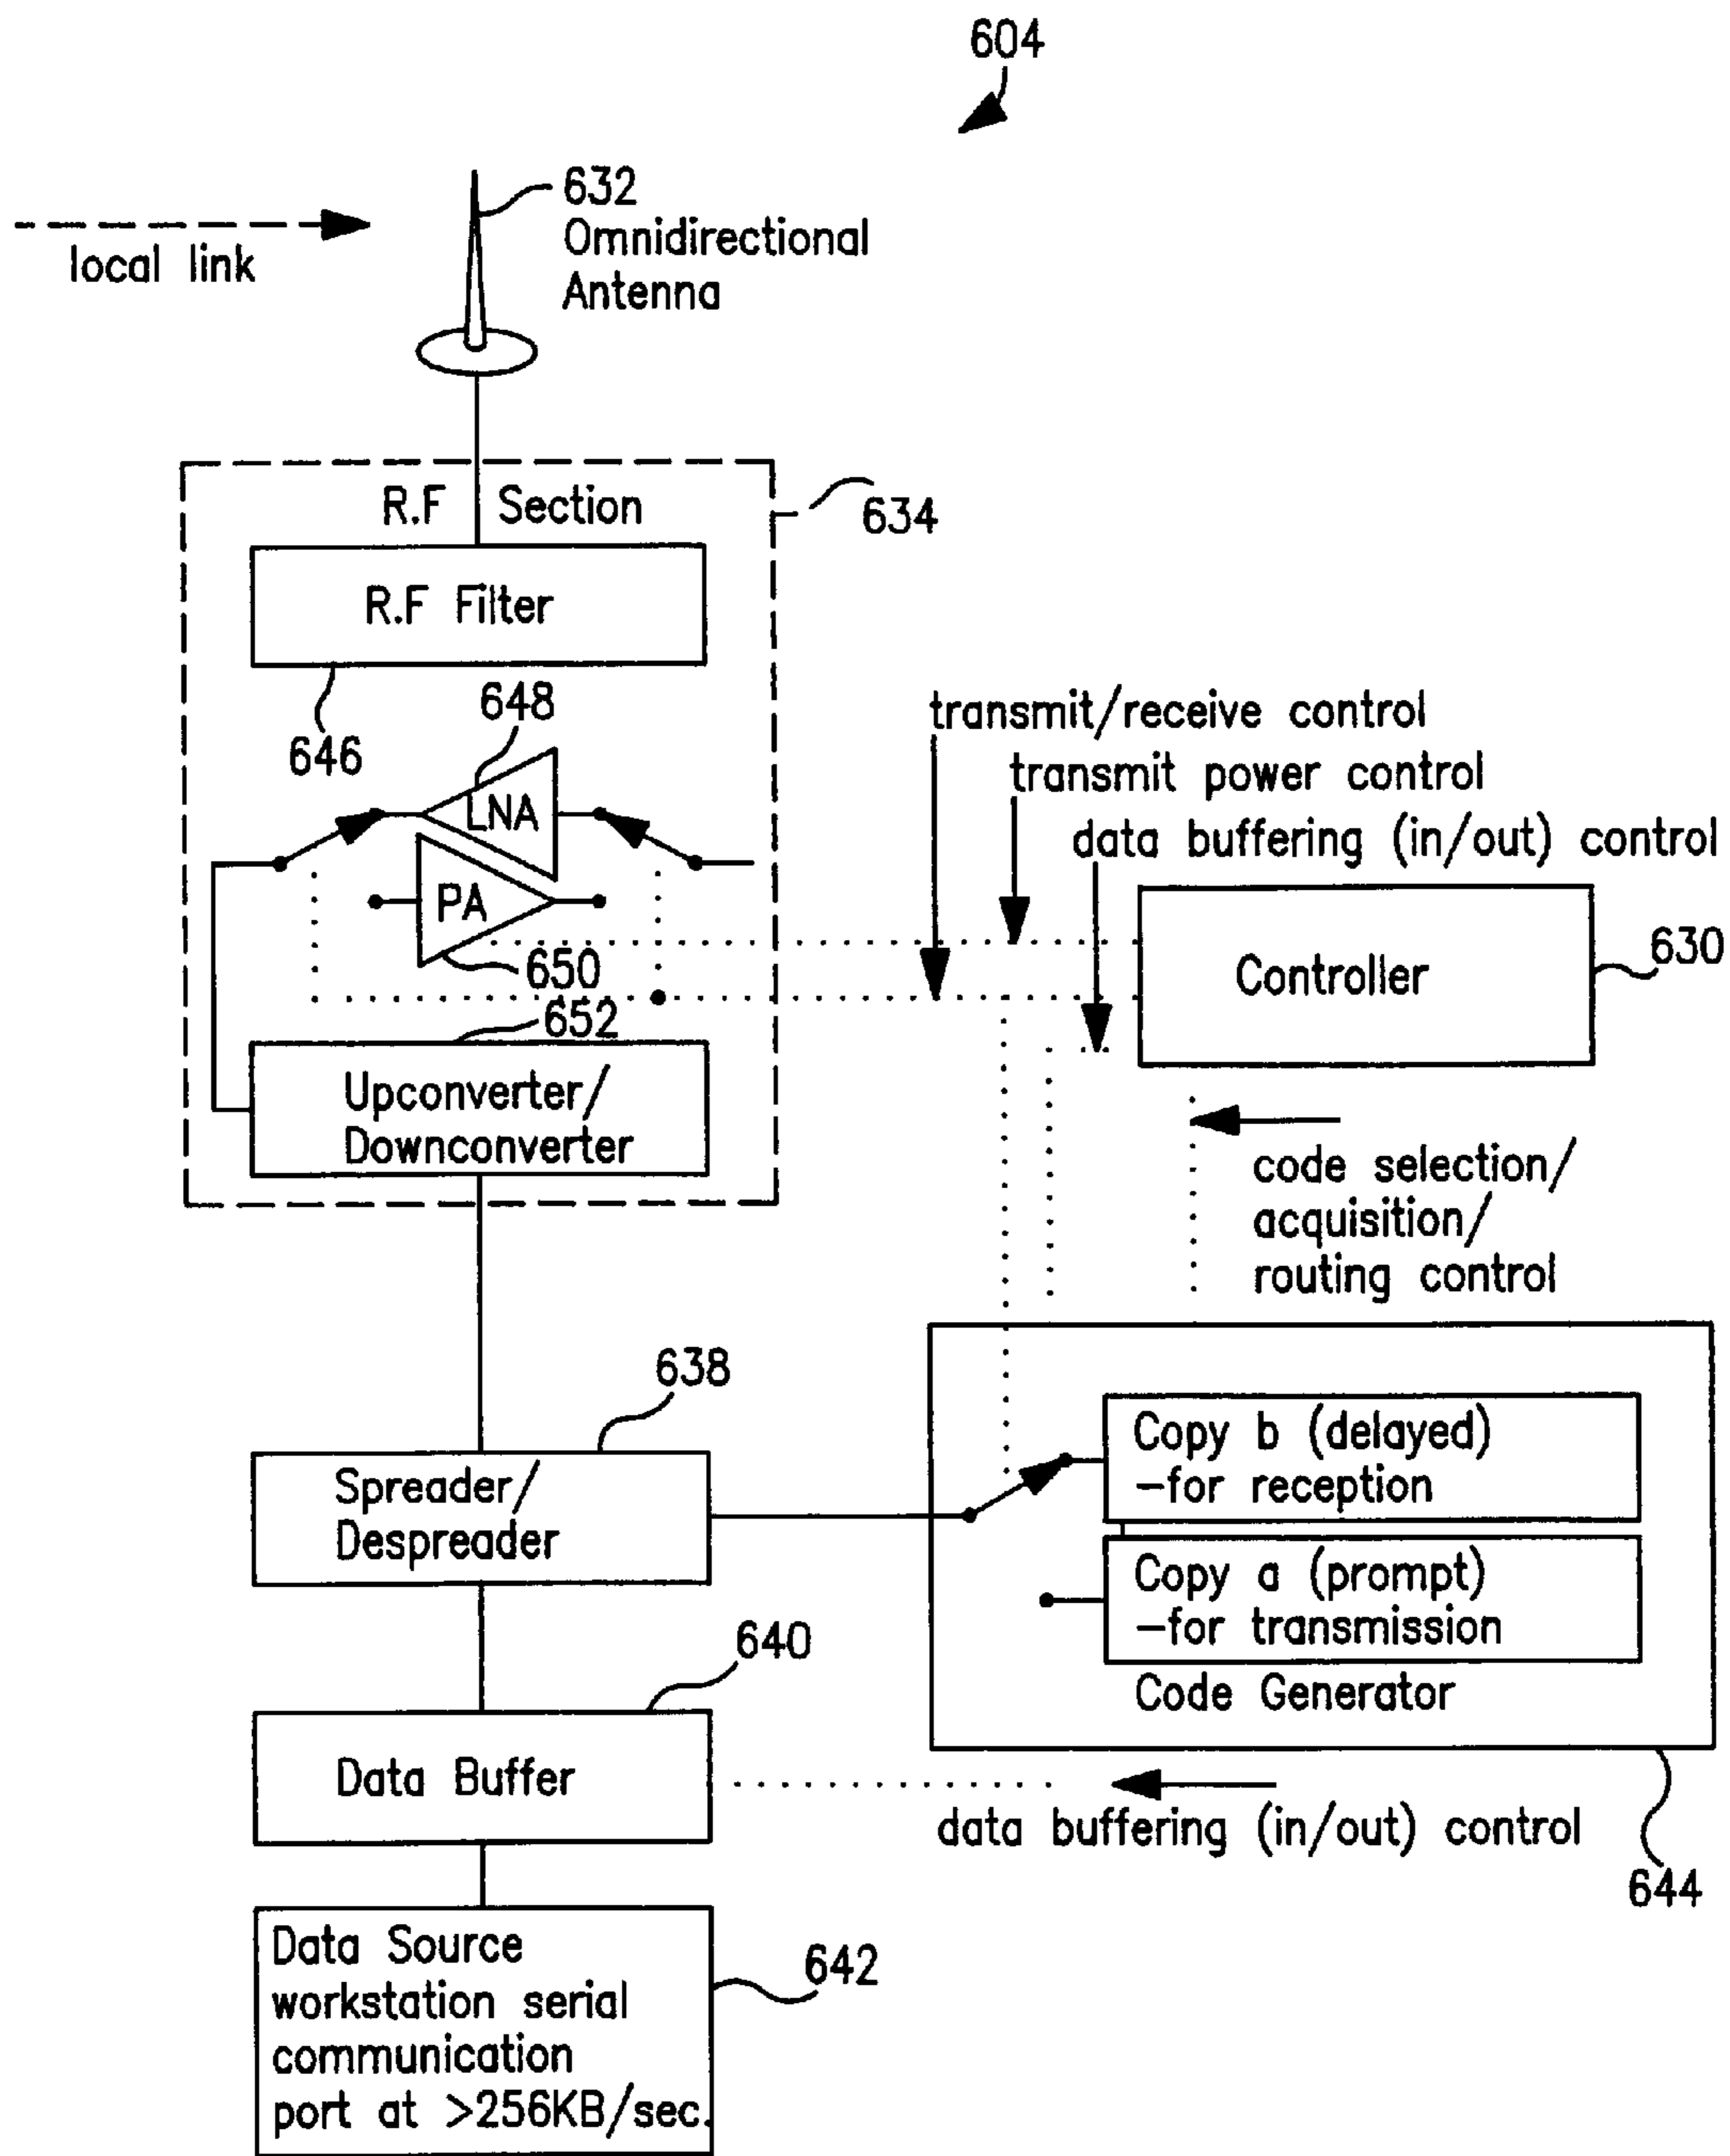 604
632
Omnidirectional
Antenna
local link
R.F Section
634
R.F Filter
646
648
LNA
PA
650
652
Upconverter/
Downconverter
transmit/receive control
transmit power control
data buffering (in/out) control
Controller
630
code selection/
acquisition/
routing control
638
Spreader/
Despreader
Copy b (delayed)
-for reception
Copy a (prompt)
-for transmission
Code Generator
644
640
Data Buffer
data buffering (in/out) control
Data Source
workstation serial
communication
port at >256KB/sec.
642